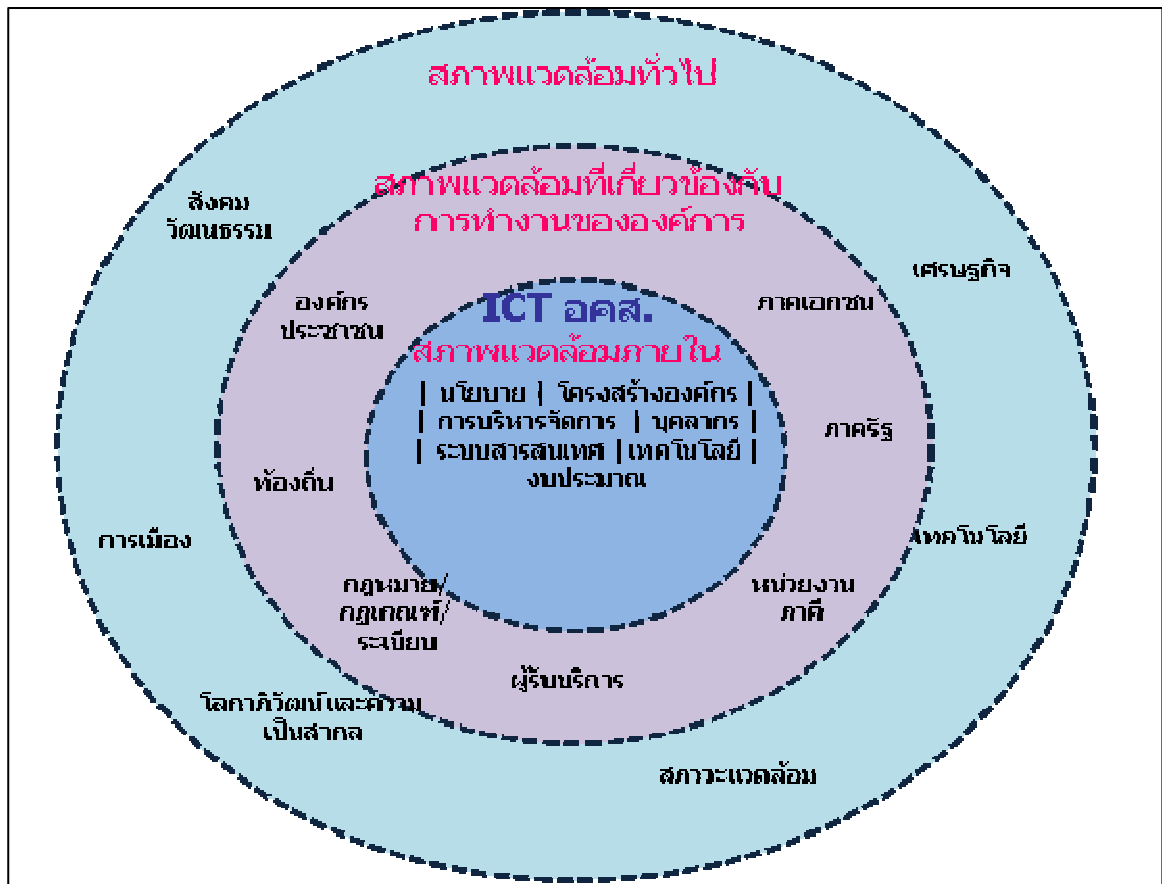 สภาพแวดล้อมทั่วไป
สภาพแวดล้อมที่เกี่ยวข้องกับ
การทำงานขององค์การ
สังคม
วัฒนธรรม
เศรษฐกิจ
องค์กร
ประชาชน
ภาคเอกชน
ICT อคส.
สภาพแวดล้อมภายใน
| นโยบาย | โครงสร้างองค์กร |
| การบริหารจัดการ | บุคลากร |
| ระบบสารสนเทศ |เทคโนโลยี |
งบประมาณ
ภาครัฐ
ท้องถิ่น
การเมือง
เทคโนโลยี
กฎหมาย/
กฎเกณฑ์/
ระเบียบ
หน่วยงาน
ภาคี
ผู้รับบริการ
โลกาภิวัฒน์และความ
เป็นสากล
สภาวะแวดล้อม